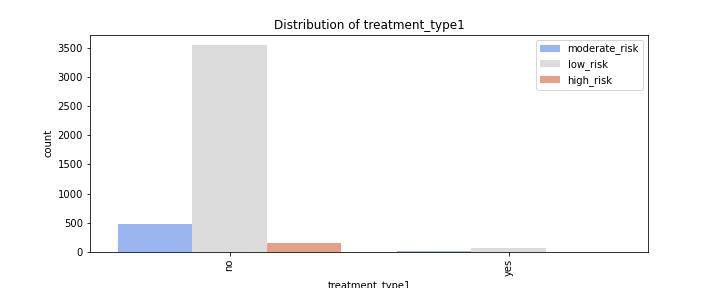 Distribution of treatment_type1
moderate_risk
low_risk
high_risk
3500
3000
2500
2000
1500
1000
500
0
count
no
yes
treatment_type1